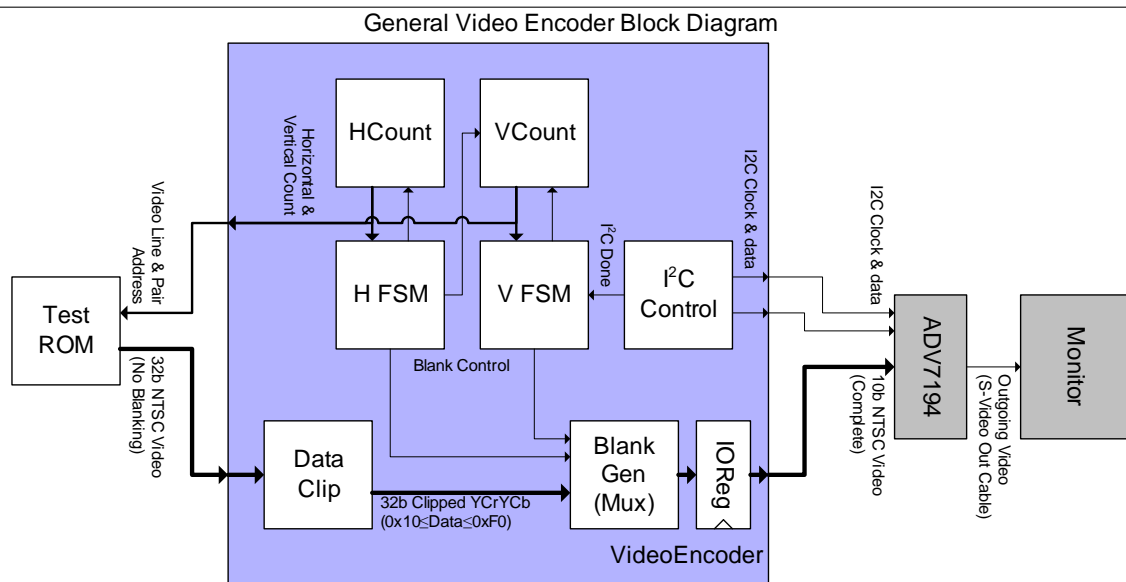 General Video Encoder Block Diagram
HCount
VCount
Horizontal &
Vertical Count
Video Line & Pair
Address
I2C Clock & data
I2C Clock & data
I²C Done
H FSM
V FSM
I²C
Control
Test
ROM
Blank Control
32b NTSC Video
(No Blanking)
Data
Clip
32b Clipped YCrYCb
(0x10≤Data≤0xF0)
Blank
Gen
(Mux)
IOReg
10b NTSC Video
(Complete)
ADV7194
Outgoing Video
(S-Video Out Cable)
Monitor
VideoEncoder